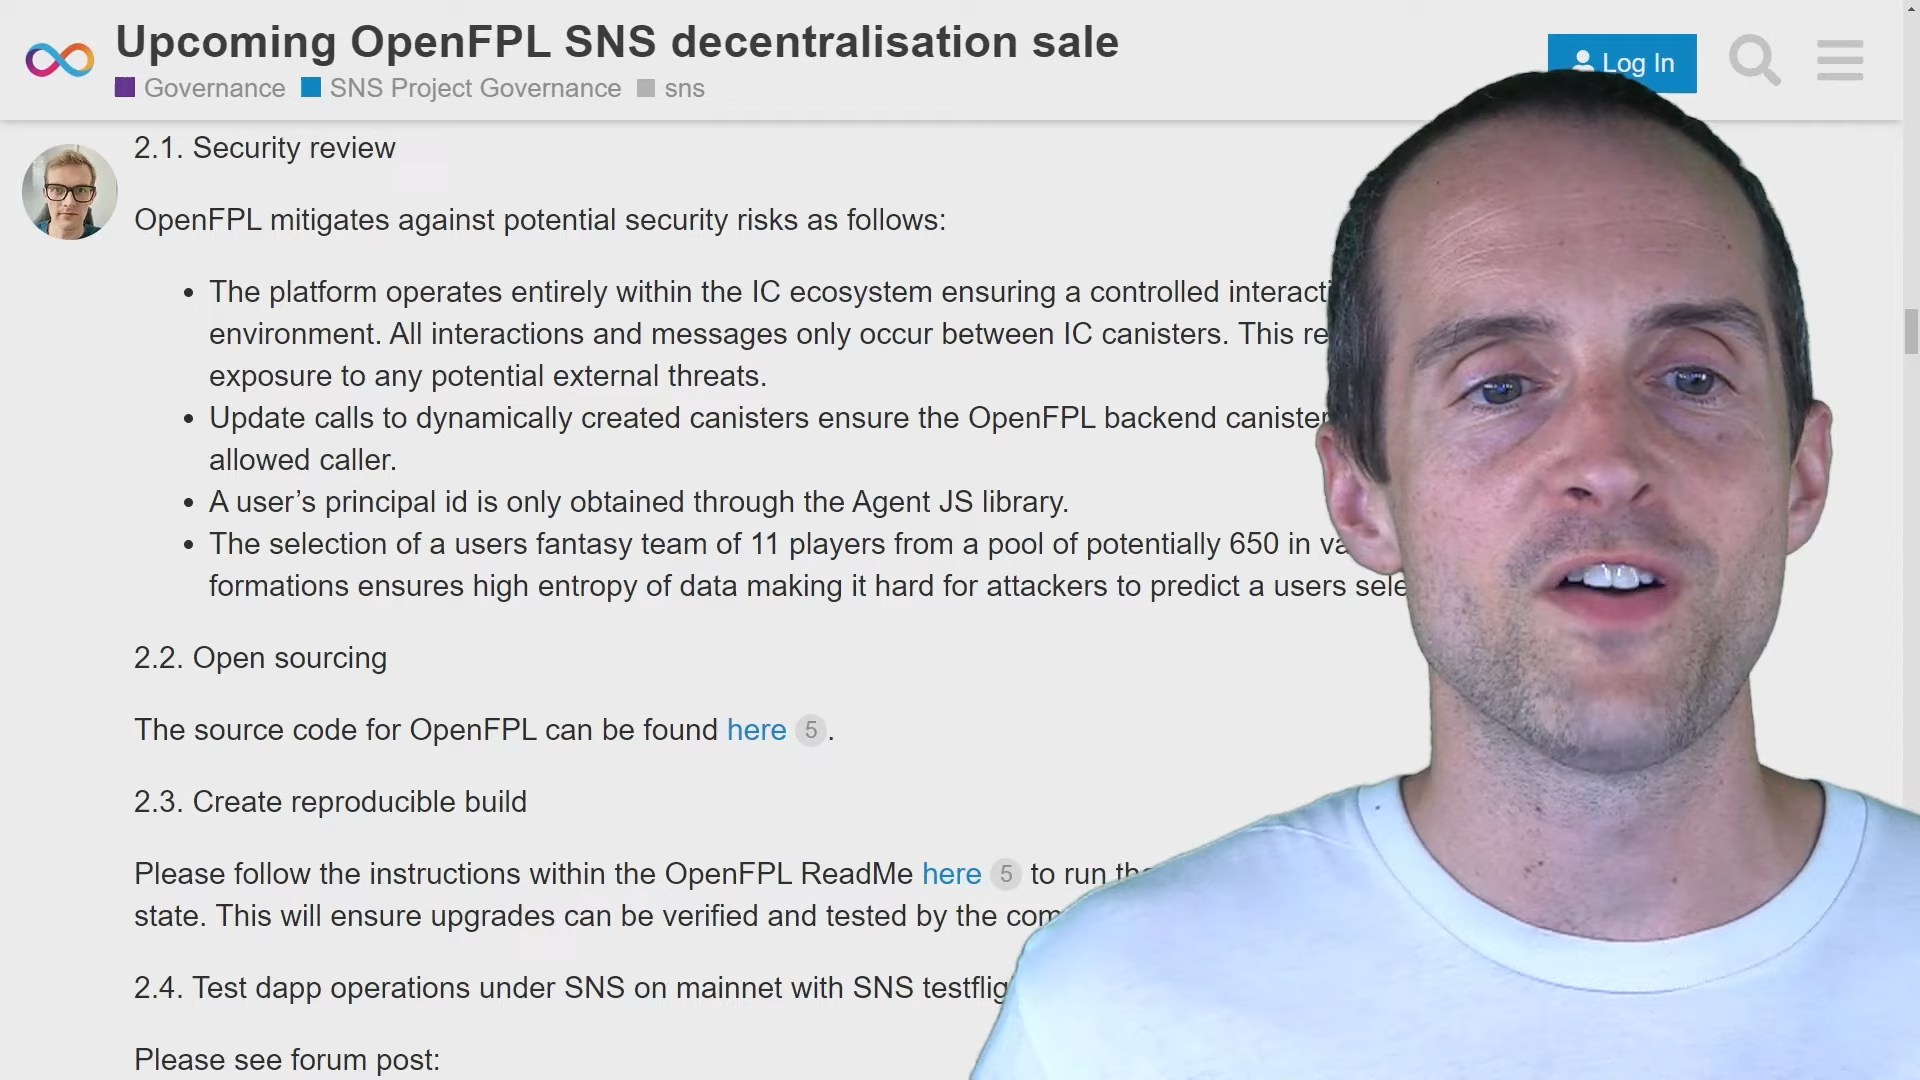 Upcoming OpenFPL SNS decentralisation sale
Log In
Governance SNS Project Governance sns
2.1. Security review
OpenFPL mitigates against potential security risks as follows:
• The platform operates entirely within the IC ecosystem ensuring a controlled
environment. All interactions and messages only occur between IC canisters. This
exposure to any potential external threats.
• Update calls to dynamically created canisters ensure the OpenFPL backend
allowed caller.
• A user’s principal id is only obtained through the Agent JS library.
• The selection of a users fantasy team of 11 players from a pool of potentially 650 in
formations ensures high entropy of data making it hard for attackers to predict a users
2.2. Open sourcing
The source code for OpenFPL can be found here 5.
2.3. Create reproducible build
Please follow the instructions within the OpenFPL ReadMe here 5 to run
state. This will ensure upgrades can be verified and tested by the
2.4. Test dapp operations under SNS on mainnet with SNS
Please see forum post: